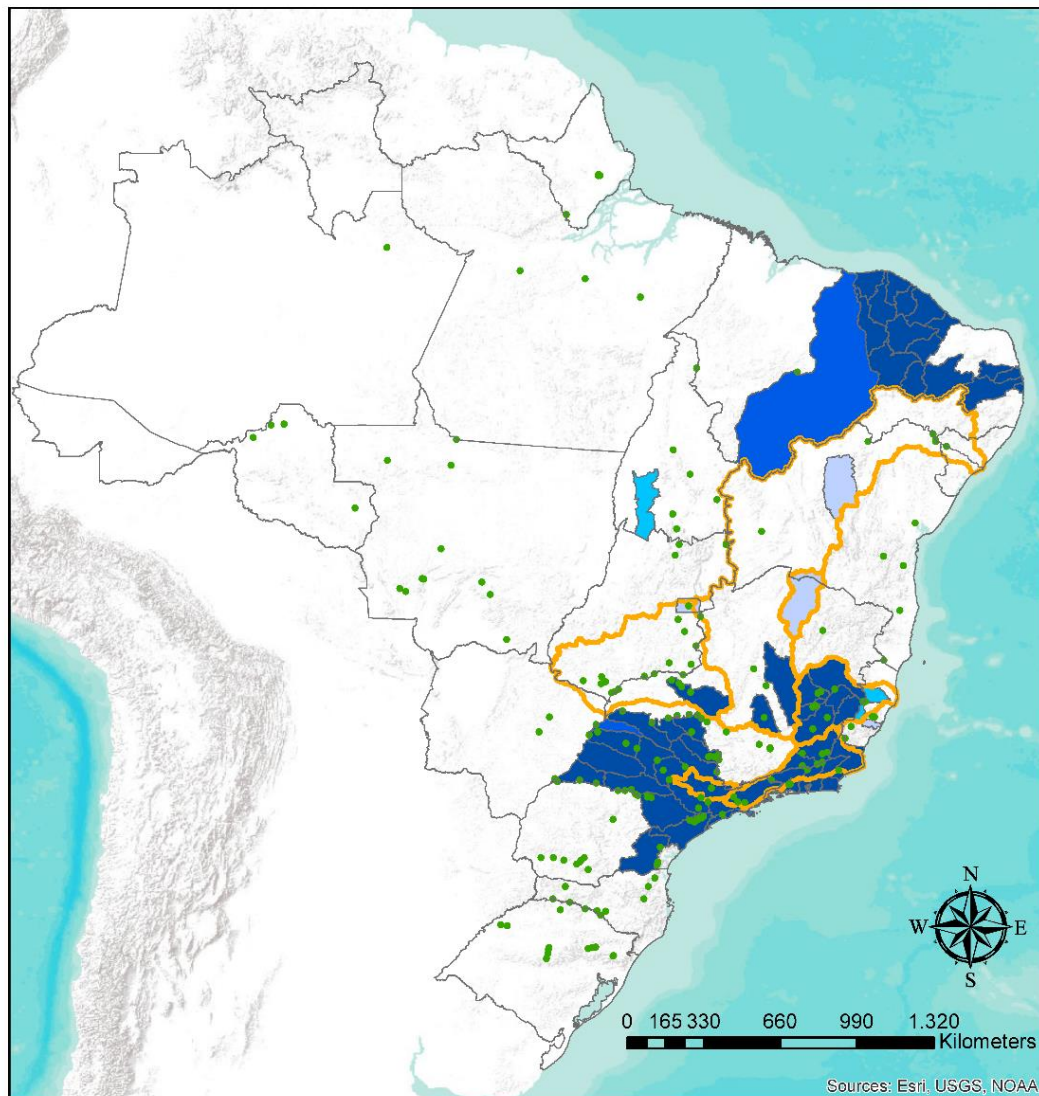 N
W E
S
0 165 330 660 990 1.320
Kilometers
Sources: Esri, USGS, NOAA